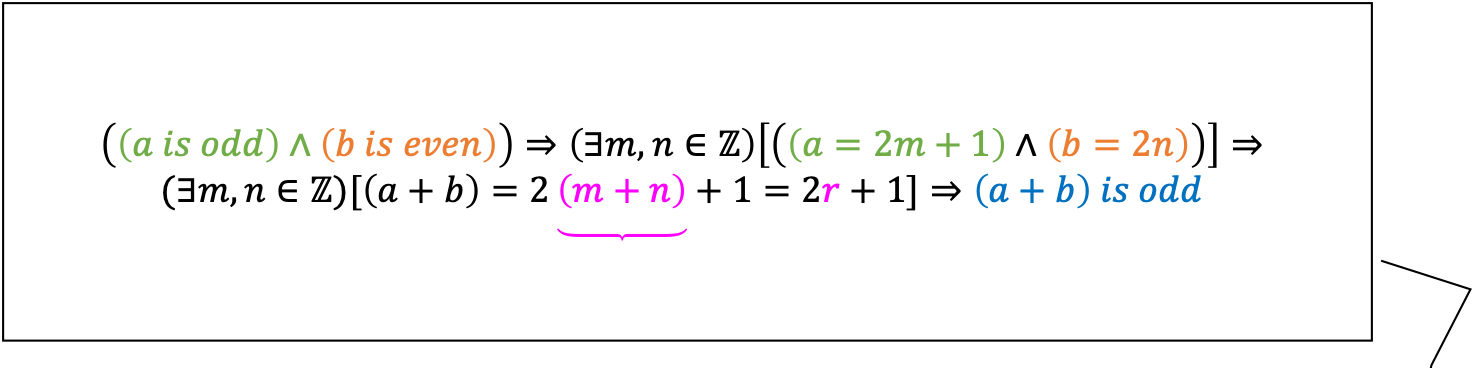 ((a is odd) ∧ (b is even)) ⇒ (∃m, n ∈ ℤ)[((a = 2m + 1) ∧ (b = 2n))] ⇒
(∃m, n ∈ ℤ)[(a + b) = 2 (m + n) + 1 = 2r + 1] ⇒ (a + b) is odd